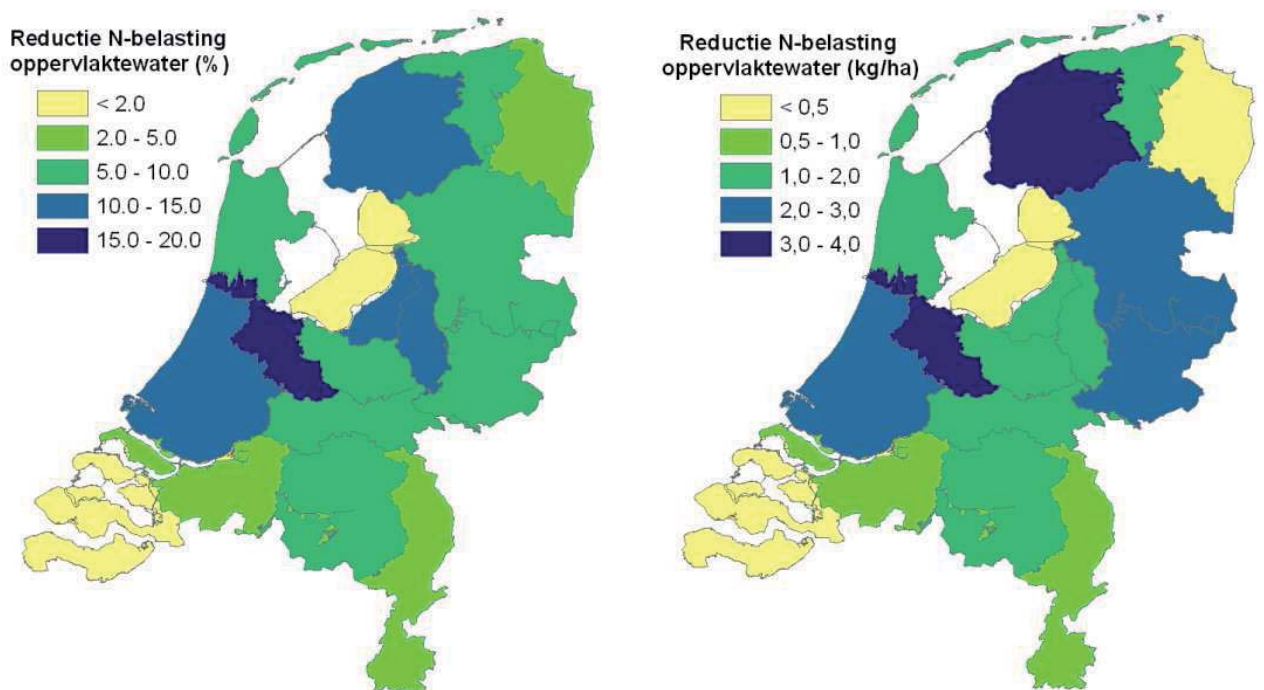 Reductie N-belasting
oppervlaktewater (%)
< 2.0
2.0 - 5.0
5.0 - 10.0
10.0 - 15.0
15.0 - 20.0
Reductie N-belasting
oppervlaktewater (kg/ha)
< 0,5
0,5 - 1,0
1,0 - 2,0
2,0 - 3,0
3,0 - 4,0